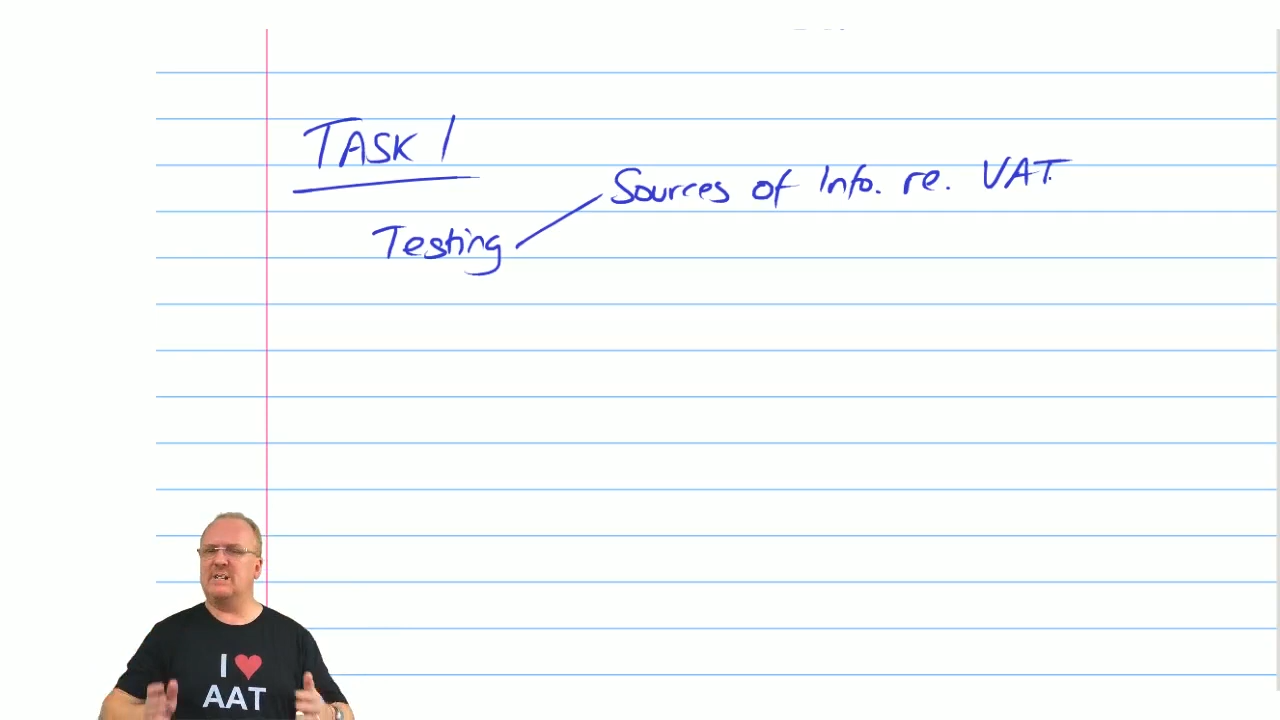 TASK 1
Sources of Info. re. VAT.
Testing
I ❤
AAT